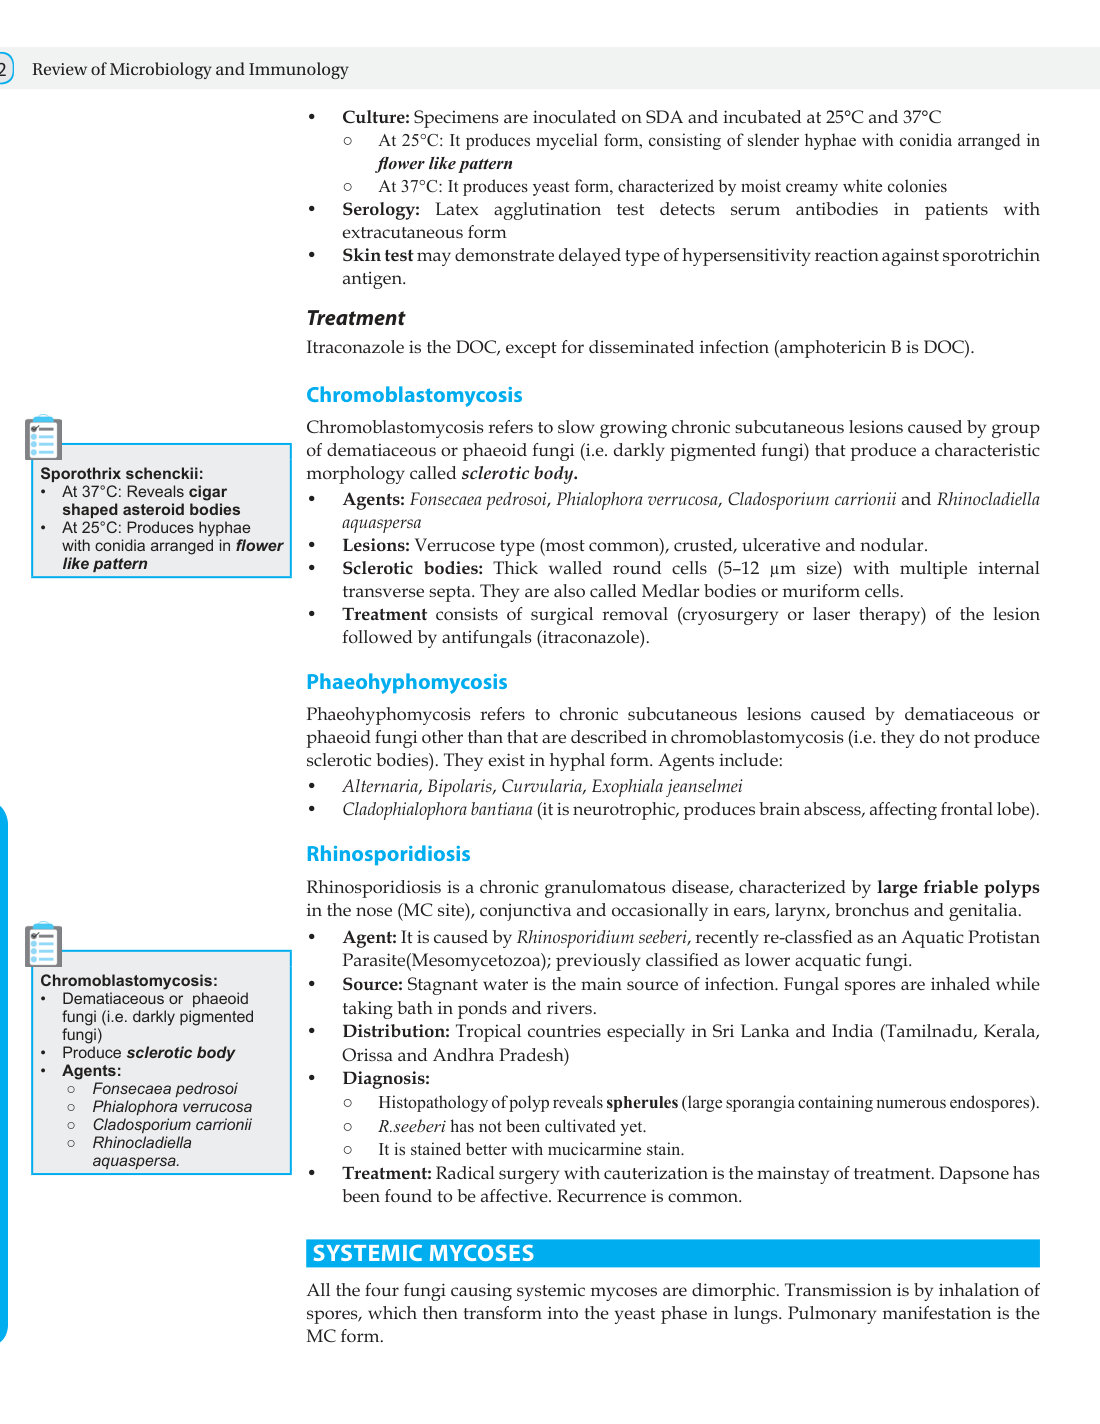 2 Review of Microbiology and Immunology
• Culture: Specimens are inoculated on SDA and incubated at 25°C and 37°C
○ At 25°C: It produces mycelial form, consisting of slender hyphae with conidia arranged in
flower like pattern
○ At 37°C: It produces yeast form, characterized by moist creamy white colonies
• Serology: Latex agglutination test detects serum antibodies in patients with
extracutaneous form
• Skin test may demonstrate delayed type of hypersensitivity reaction against sporotrichin
antigen.
Treatment
Itraconazole is the DOC, except for disseminated infection (amphotericin B is DOC).
Chromoblastomycosis
Chromoblastomycosis refers to slow growing chronic subcutaneous lesions caused by group
of dematiaceous or phaeoid fungi (i.e. darkly pigmented fungi) that produce a characteristic
morphology called sclerotic body.
• Agents: Fonsecaea pedrosoi, Phialophora verrucosa, Cladosporium carrionii and Rhinocladiella
aquaspersa
• Lesions: Verrucose type (most common), crusted, ulcerative and nodular.
• Sclerotic bodies: Thick walled round cells (5–12 µm size) with multiple internal
transverse septa. They are also called Medlar bodies or muriform cells.
• Treatment consists of surgical removal (cryosurgery or laser therapy) of the lesion
followed by antifungals (itraconazole).
Sporothrix schenckii:
• At 37°C: Reveals cigar
shaped asteroid bodies
• At 25°C: Produces hyphae
with conidia arranged in flower
like pattern
Phaeohyphomycosis
Phaeohyphomycosis refers to chronic subcutaneous lesions caused by dematiaceous or
phaeoid fungi other than that are described in chromoblastomycosis (i.e. they do not produce
sclerotic bodies). They exist in hyphal form. Agents include:
• Alternaria, Bipolaris, Curvularia, Exophiala jeanselmei
• Cladophialophora bantiana (it is neurotrophic, produces brain abscess, affecting frontal lobe).
Rhinosporidiosis
Rhinosporidiosis is a chronic granulomatous disease, characterized by large friable polyps
in the nose (MC site), conjunctiva and occasionally in ears, larynx, bronchus and genitalia.
• Agent: It is caused by Rhinosporidium seeberi, recently re-classfied as an Aquatic Protistan
Parasite(Mesomycetozoa); previously classified as lower acquatic fungi.
• Source: Stagnant water is the main source of infection. Fungal spores are inhaled while
taking bath in ponds and rivers.
• Distribution: Tropical countries especially in Sri Lanka and India (Tamilnadu, Kerala,
Orissa and Andhra Pradesh)
• Diagnosis:
○ Histopathology of polyp reveals spherules (large sporangia containing numerous endospores).
○ R.seeberi has not been cultivated yet.
○ It is stained better with mucicarmine stain.
• Treatment: Radical surgery with cauterization is the mainstay of treatment. Dapsone has
been found to be affective. Recurrence is common.
Chromoblastomycosis:
• Dematiaceous or phaeoid
fungi (i.e. darkly pigmented
fungi)
• Produce sclerotic body
• Agents:
○ Fonsecaea pedrosoi
○ Phialophora verrucosa
○ Cladosporium carrionii
○ Rhinocladiella
aquaspersa.
SYSTEMIC MYCOSES
All the four fungi causing systemic mycoses are dimorphic. Transmission is by inhalation of
spores, which then transform into the yeast phase in lungs. Pulmonary manifestation is the
MC form.